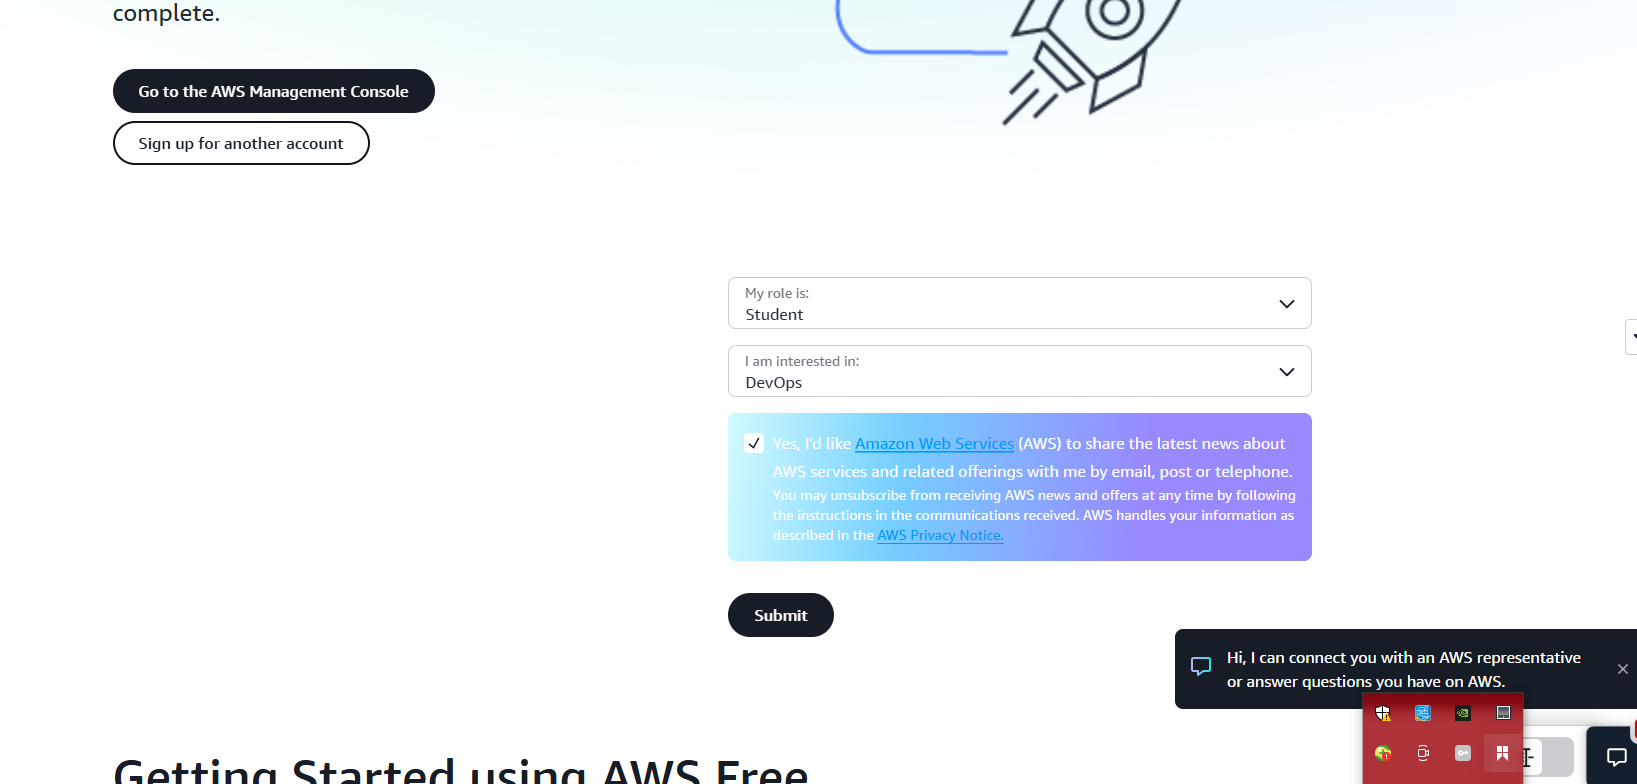 complete.
Go to the AWS Management Console
Sign up for another account
My role is:
Student
I am interested in:
DevOps
Yes, I'd like Amazon Web Services (AWS) to share the latest news about
AWS services and related offerings with me by email, post or telephone.
You may unsubscribe from receiving AWS news and offers at any time by following
the instructions in the communications received. AWS handles your information as
described in the AWS Privacy Notice.
Submit
Hi, I can connect you with an AWS representative
or answer questions you have on AWS.
Getting Started using AWS Free